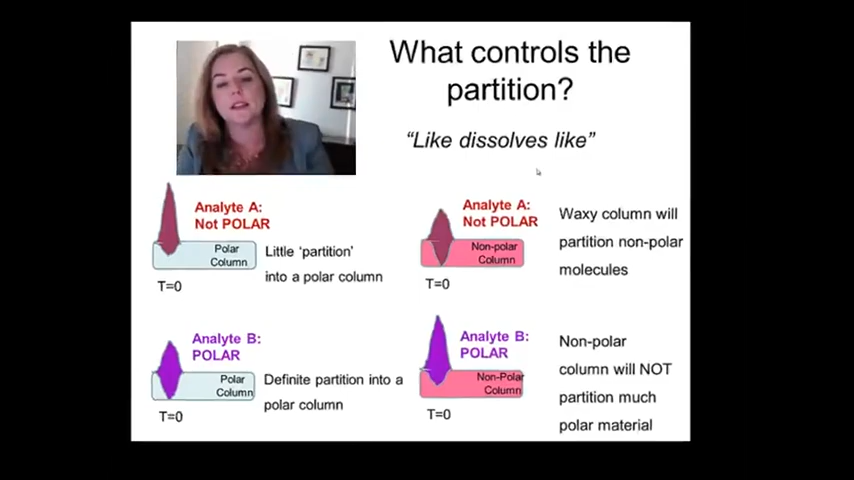 What controls the
partition?
“Like dissolves like”
Analyte A:
Not POLAR
Polar
Column
Little ‘partition’
into a polar column
T=0
Analyte A:
Not POLAR
Non-polar
Column
Waxy column will
partition non-polar
molecules
T=0
Analyte B:
POLAR
Polar
Column
Definite partition into a
polar column
T=0
Analyte B:
POLAR
Non-Polar
Column
Non-polar
column will NOT
partition much
polar material
T=0